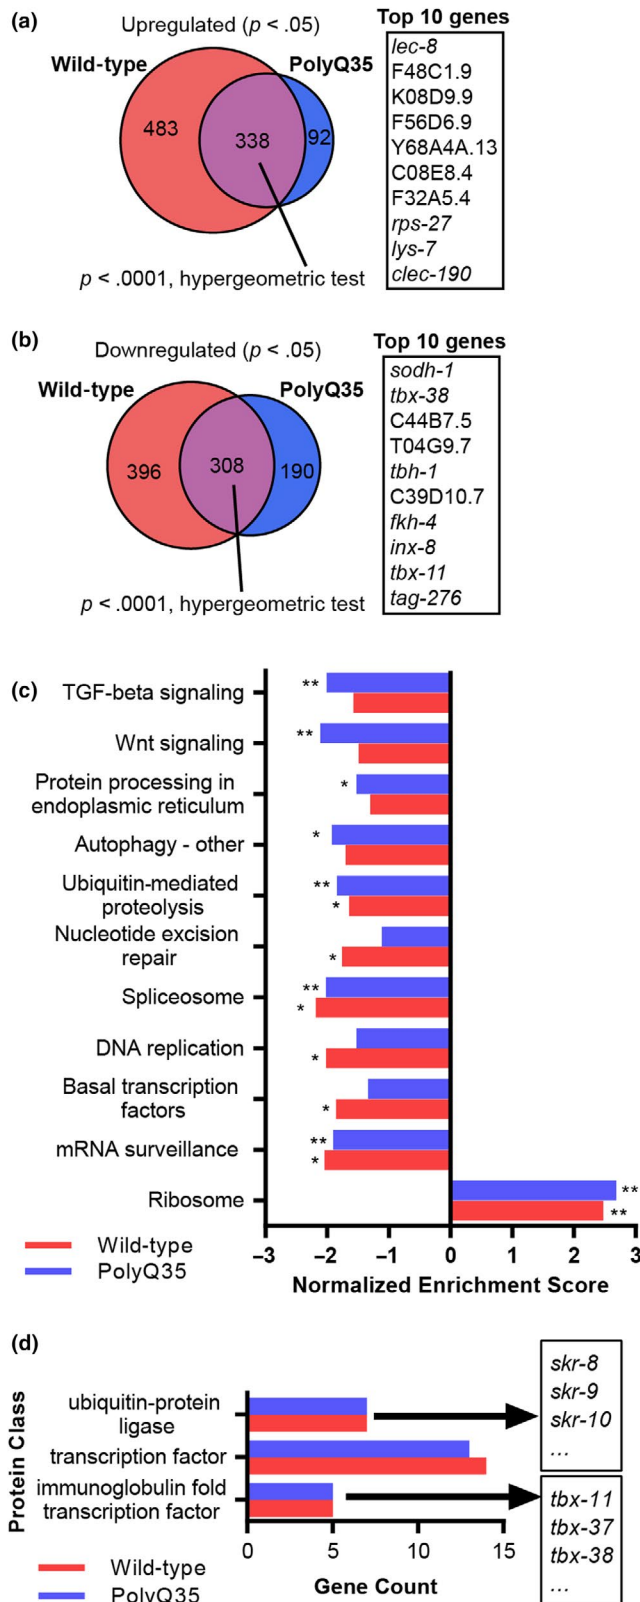 (a)
Upregulated (p < .05)
Wild-type
PolyQ35
483
338
92
p < .0001, hypergeometric test
Top 10 genes
lec-8
F48C1.9
K08D9.9
F56D6.9
Y68A4A.13
C08E8.4
F32A5.4
rps-27
lys-7
clec-190
(b)
Downregulated (p < .05)
Wild-type
PolyQ35
396
308
190
p < .0001, hypergeometric test
Top 10 genes
sodh-1
tbx-38
C44B7.5
T04G9.7
tbh-1
C39D10.7
fkh-4
inx-8
tbx-11
tag-276
(c)
TGF-beta signaling
**
Wnt signaling
**
Protein processing in
endoplasmic reticulum
*
Autophagy - other
*
Ubiquitin-mediated
proteolysis
**
*
Nucleotide excision
repair
*
Spliceosome
**
*
DNA replication
*
Basal transcription
factors
*
mRNA surveillance
**
*
Ribosome
**
**
–3 –2 –1 0 1 2 3
Normalized Enrichment Score
Wild-type
PolyQ35
(d)
Protein Class
ubiquitin-protein
ligase
transcription factor
immunoglobulin fold
transcription factor
0 5 10 15
Gene Count
Wild-type
PolyQ35
skr-8
skr-9
skr-10
...
tbx-11
tbx-37
tbx-38
...